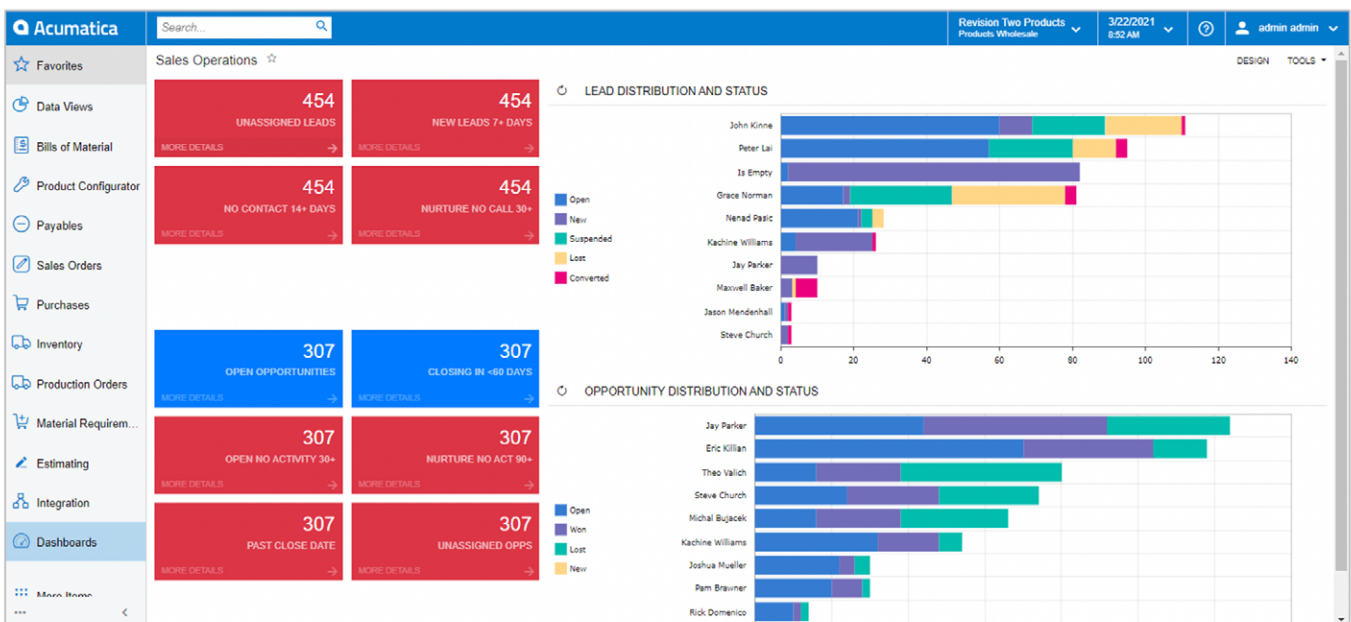 Acumatica
Search...
Revision Two Products
Products Wholesale
3/22/2021
8:52 AM
admin admin
Favorites
Data Views
Bills of Material
Product Configurator
Payables
Sales Orders
Purchases
Inventory
Production Orders
Material Requirem...
Estimating
Integration
Dashboards
More Items
Sales Operations
DESIGN
TOOLS
454
UNASSIGNED LEADS
MORE DETAILS
454
NEW LEADS 7+ DAYS
MORE DETAILS
454
NO CONTACT 14+ DAYS
MORE DETAILS
454
NURTURE NO CALL 30+
MORE DETAILS
307
OPEN OPPORTUNITIES
MORE DETAILS
307
CLOSING IN <60 DAYS
MORE DETAILS
307
OPEN NO ACTIVITY 30+
MORE DETAILS
307
NURTURE NO ACT 90+
MORE DETAILS
307
PAST CLOSE DATE
MORE DETAILS
307
UNASSIGNED OPPS
MORE DETAILS
LEAD DISTRIBUTION AND STATUS
Open
New
Suspended
Lost
Converted
John Kinne
Peter Lai
Is Empty
Grace Norman
Nenad Pasic
Kachine Williams
Jay Parker
Maxwell Baker
Jason Mendenhall
Steve Church
0 20 40 60 80 100 120 140
OPPORTUNITY DISTRIBUTION AND STATUS
Open
Won
Lost
New
Jay Parker
Eric Killian
Theo Valich
Steve Church
Michal Bujacek
Kachine Williams
Joshua Mueller
Pam Brawner
Rick Domenico